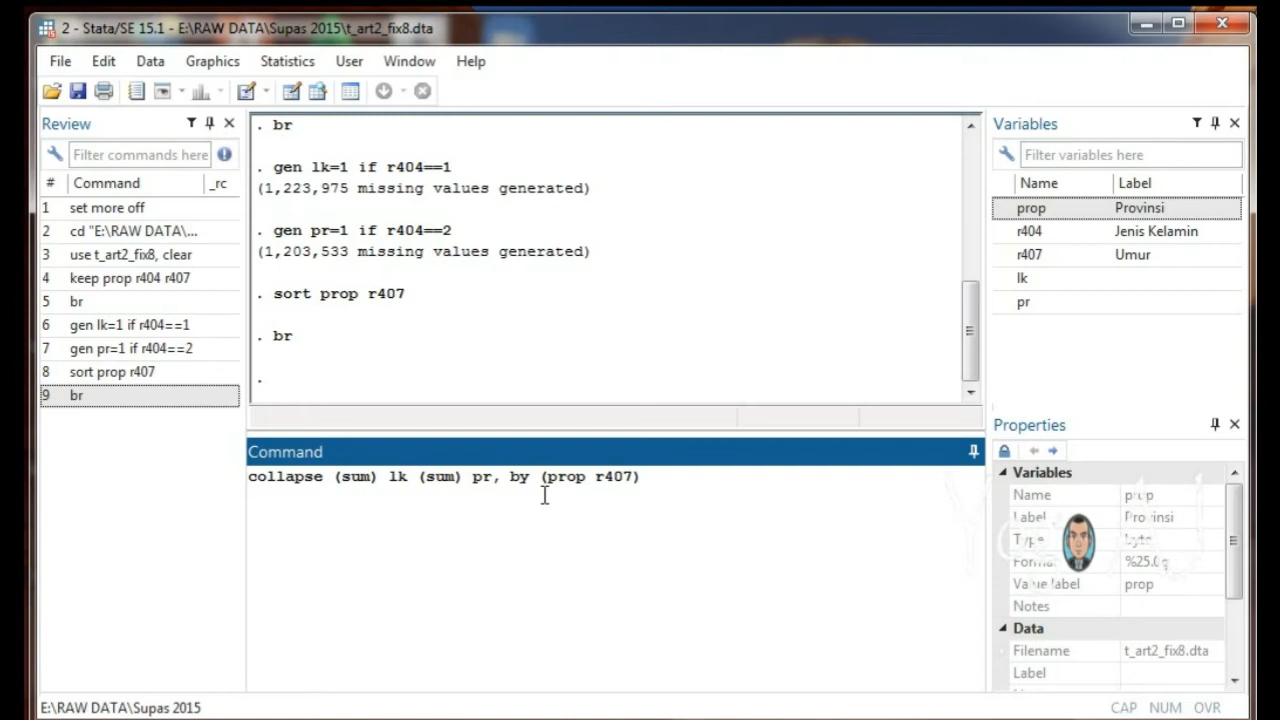 2 - Stata/SE 15.1 - E:\RAW DATA\Supas 2015\t_art2_fix8.dta
File Edit Data Graphics Statistics User Window Help
Review
Filter commands here
# Command _rc
1 set more off
2 cd "E:\RAW DATA\...
3 use t_art2_fix8, clear
4 keep prop r404 r407
5 br
6 gen lk=1 if r404==1
7 gen pr=1 if r404==2
8 sort prop r407
9 br
. br
. gen lk=1 if r404==1
(1,223,975 missing values generated)
. gen pr=1 if r404==2
(1,203,533 missing values generated)
. sort prop r407
. br
.
Command
collapse (sum) lk (sum) pr, by (prop r407)
Variables
Filter variables here
Name Label
prop Provinsi
r404 Jenis Kelamin
r407 Umur
lk
pr
Properties
Variables
Name prop
Label Provinsi
Type byte
Format
Value label prop
Notes
Data
Filename t_art2_fix8.dta
Label
E:\RAW DATA\Supas 2015
CAP NUM OVR